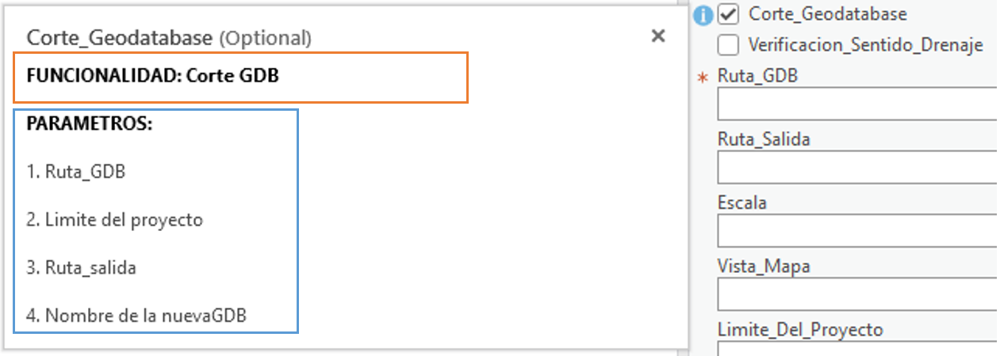 Corte_Geodatabase (Optional)
FUNCIONALIDAD: Corte GDB
PARAMETROS:
1. Ruta_GDB
2. Limite del proyecto
3. Ruta_salida
4. Nombre de la nuevaGDB
Corte_Geodatabase
Verificacion_Sentido_Drenaje
* Ruta_GDB
Ruta_Salida
Escala
Vista_Mapa
Limite_Del_Proyecto